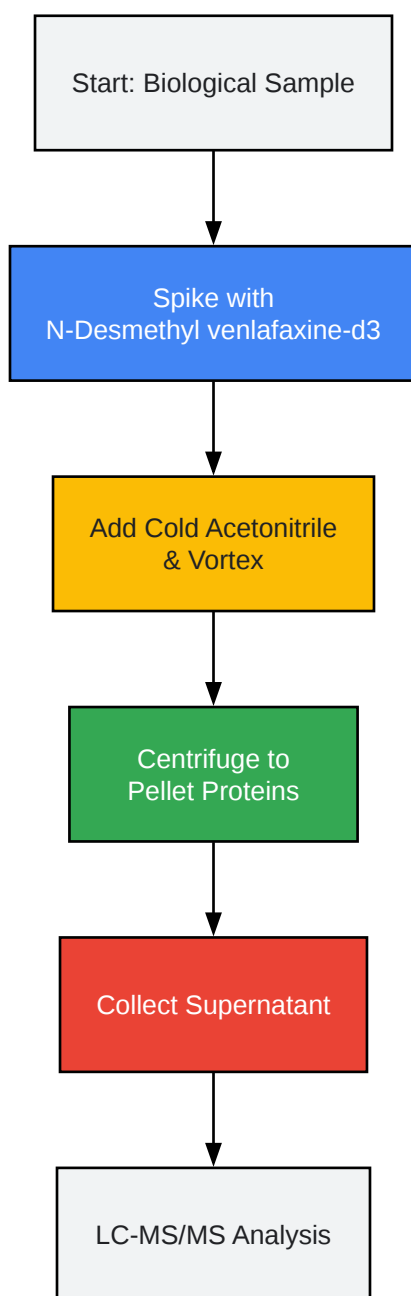 Start: Biological Sample
Spike with
N-Desmethyl venlafaxine-d3
Add Cold Acetonitrile
& Vortex
Centrifuge to
Pellet Proteins
Collect Supernatant
LC-MS/MS Analysis